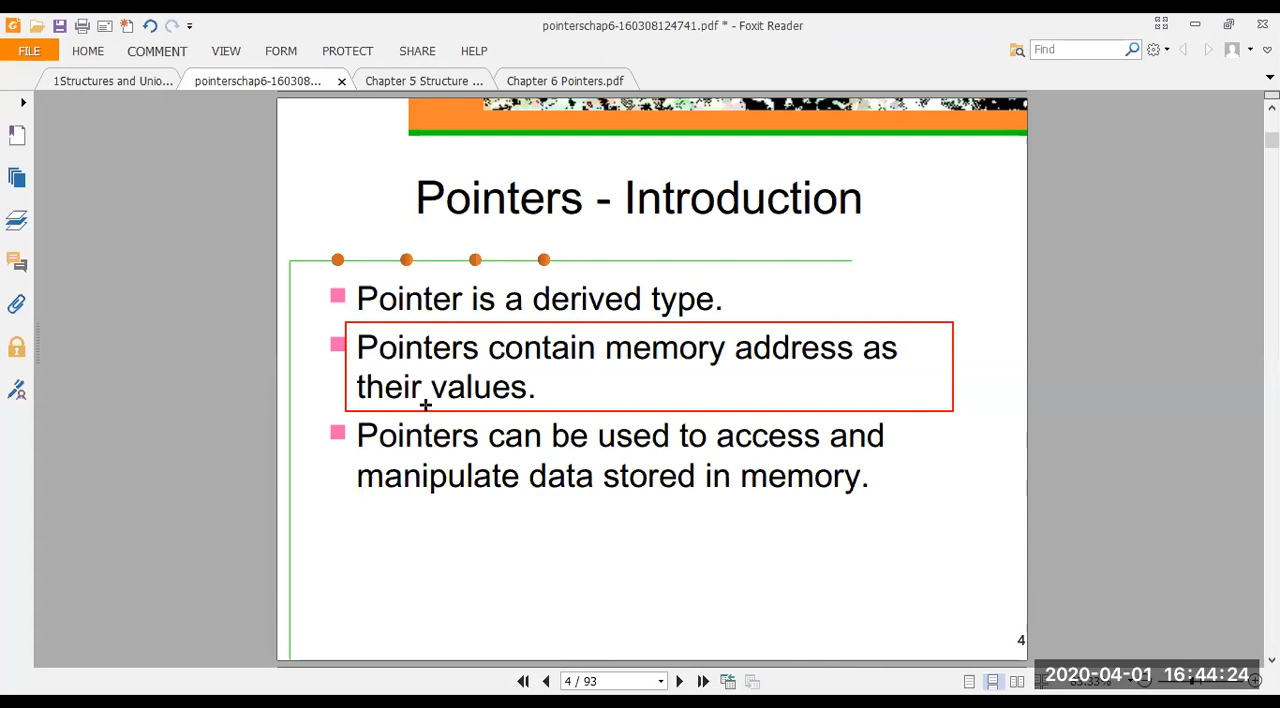 pointerschap6-160308124741.pdf * - Foxit Reader
FILE HOME COMMENT VIEW FORM PROTECT SHARE HELP Find
1Structures and Unio... pointerschap6-160308... Chapter 5 Structure ... Chapter 6 Pointers.pdf
Pointers - Introduction
Pointer is a derived type.
Pointers contain memory address as
their values.
Pointers can be used to access and
manipulate data stored in memory.
4
4 / 93
2020-04-01 16:44:24